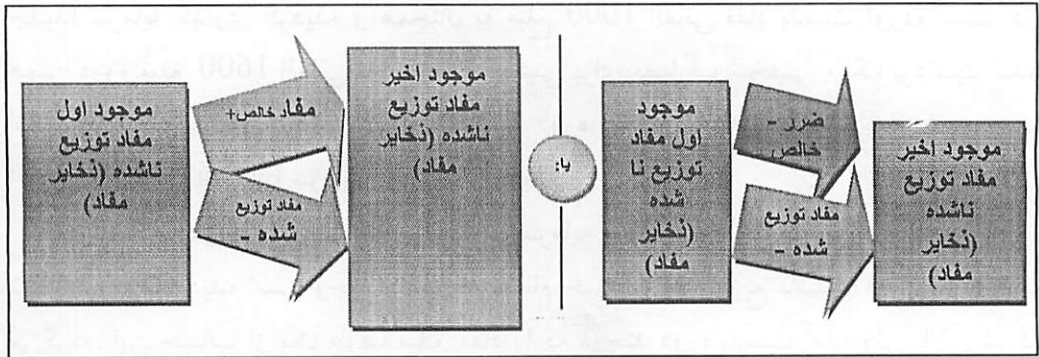 موجود اول
مفاد توزیع
ناشده (ذخایر
مفاد)
مفاد خالص+
مفاد توزیع
شده -
موجود اخیر
مفاد توزیع
ناشده (ذخایر
مفاد)
یا:
موجود
اول مفاد
توزیع نا
شده
(ذخایر
مفاد)
ضرر -
خالص
مفاد توزیع
شده -
موجود اخیر
مفاد توزیع
ناشده
(ذخایر
مفاد)